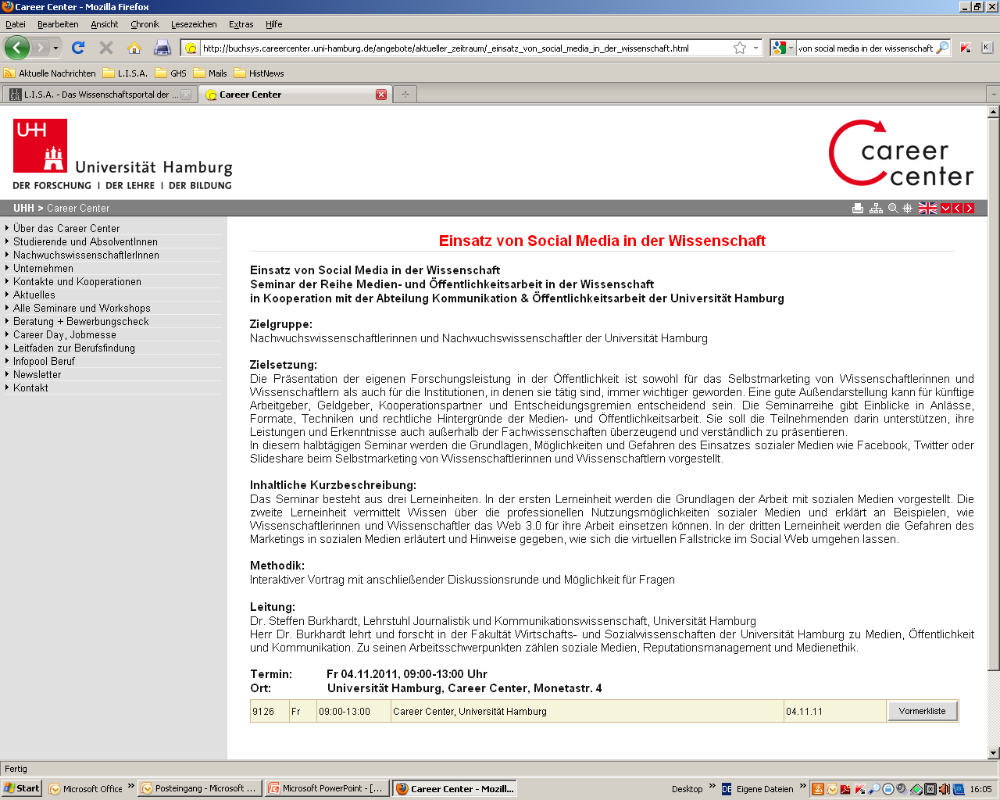 Career Center - Mozilla Firefox
Datei Bearbeiten Ansicht Chronik Lesezeichen Extras Hilfe
http://buchsys.careercenter.uni-hamburg.de/angebote/aktueller_zeitraum/_einsatz_von_social_media_in_der_wissenschaft.html
von social media in der wissenschaft
Aktuelle Nachrichten L.I.S.A. GHS Mails HistNews
L.I.S.A. - Das Wissenschaftsportal der ... Career Center
UHH
Universität Hamburg
DER FORSCHUNG | DER LEHRE | DER BILDUNG
career
center
UHH > Career Center
Über das Career Center
Studierende und AbsolventInnen
NachwuchswissenschaftlerInnen
Unternehmen
Kontakte und Kooperationen
Aktuelles
Alle Seminare und Workshops
Beratung + Bewerbungscheck
Career Day, Jobmesse
Leitfaden zur Berufsfindung
Infopool Beruf
Newsletter
Kontakt
Einsatz von Social Media in der Wissenschaft
Einsatz von Social Media in der Wissenschaft
Seminar der Reihe Medien- und Öffentlichkeitsarbeit in der Wissenschaft
in Kooperation mit der Abteilung Kommunikation & Öffentlichkeitsarbeit der Universität Hamburg
Zielgruppe:
Nachwuchswissenschaftlerinnen und Nachwuchswissenschaftler der Universität Hamburg
Zielsetzung:
Die Präsentation der eigenen Forschungsleistung in der Öffentlichkeit ist sowohl für das Selbstmarketing von Wissenschaftlerinnen und
Wissenschaftlern als auch für die Institutionen, in denen sie tätig sind, immer wichtiger geworden. Eine gute Außendarstellung kann für künftige
Arbeitgeber, Geldgeber, Kooperationspartner und Entscheidungsgremien entscheidend sein. Die Seminarreihe gibt Einblicke in Anlässe,
Formate, Techniken und rechtliche Hintergründe der Medien- und Öffentlichkeitsarbeit. Sie soll die Teilnehmenden darin unterstützen, ihre
Leistungen und Erkenntnisse auch außerhalb der Fachwissenschaften überzeugend und verständlich zu präsentieren.
In diesem halbtägigen Seminar werden die Grundlagen, Möglichkeiten und Gefahren des Einsatzes sozialer Medien wie Facebook, Twitter oder
Slideshare beim Selbstmarketing von Wissenschaftlerinnen und Wissenschaftlern vorgestellt.
Inhaltliche Kurzbeschreibung:
Das Seminar besteht aus drei Lerneinheiten. In der ersten Lerneinheit werden die Grundlagen der Arbeit mit sozialen Medien vorgestellt. Die
zweite Lerneinheit vermittelt Wissen über die professionellen Nutzungsmöglichkeiten sozialer Medien und erklärt an Beispielen, wie
Wissenschaftlerinnen und Wissenschaftler das Web 3.0 für ihre Arbeit einsetzen können. In der dritten Lerneinheit werden die Gefahren des
Marketings in sozialen Medien erläutert und Hinweise gegeben, wie sich die virtuellen Fallstricke im Social Web umgehen lassen.
Methodik:
Interaktiver Vortrag mit anschließender Diskussionsrunde und Möglichkeit für Fragen
Leitung:
Dr. Steffen Burkhardt, Lehrstuhl Journalistik und Kommunikationswissenschaft, Universität Hamburg
Herr Dr. Burkhardt lehrt und forscht in der Fakultät Wirtschafts- und Sozialwissenschaften der Universität Hamburg zu Medien, Öffentlichkeit
und Kommunikation. Zu seinen Arbeitsschwerpunkten zählen soziale Medien, Reputationsmanagement und Medienethik.
Termin: Fr 04.11.2011, 09:00-13:00 Uhr
Ort: Universität Hamburg, Career Center, Monetastr. 4
9126 Fr 09:00-13:00 Career Center, Universität Hamburg 04.11.11 Vormerkliste
Fertig
Start Microsoft Office » Posteingang - Microsoft ... Microsoft PowerPoint - [... Career Center - Mozill... Desktop » DE Eigene Dateien » 16:05